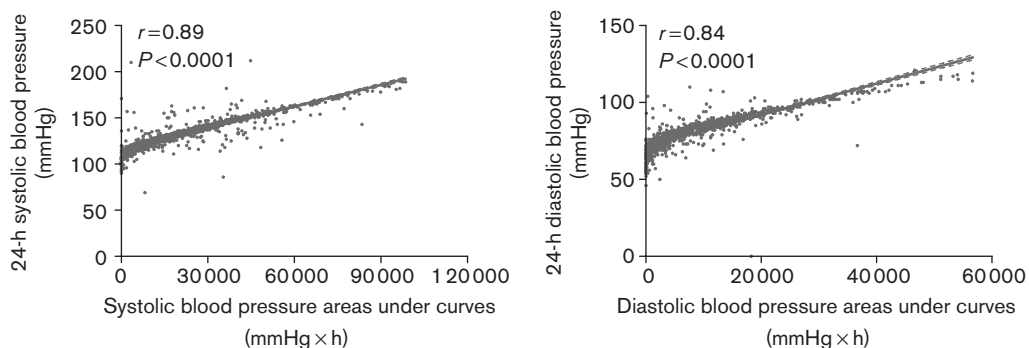 24-h systolic blood pressure
(mmHg)
250
200
150
100
50
0
r=0.89
P<0.0001
0
30000
60000
90000
120000
Systolic blood pressure areas under curves
(mmHg×h)
24-h diastolic blood pressure
(mmHg)
150
100
50
0
r=0.84
P<0.0001
0
20000
40000
60000
Diastolic blood pressure areas under curves
(mmHg×h)